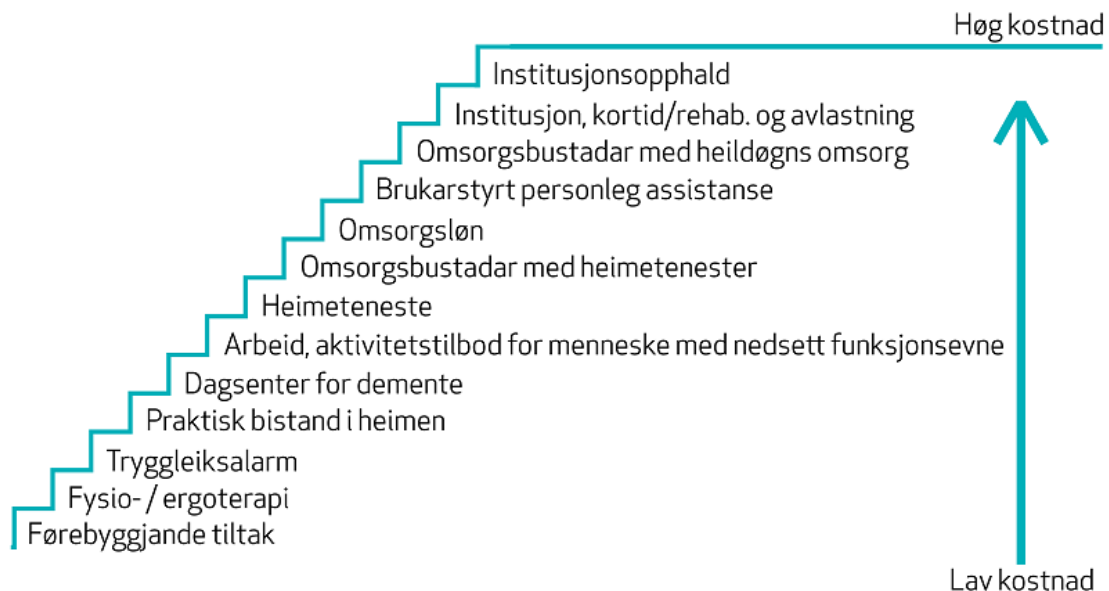 Høg kostnad
Institusjonsopphald
Institusjon, kortid/rehab. og avlastning
Omsorgsbustadar med heildøgns omsorg
Brukarstyrt personleg assistanse
Omsorgsløn
Omsorgsbustadar med heimetenester
Heimeteneste
Arbeid, aktivitetstilbod for menneske med nedsett funksjonsevne
Dagsenter for demente
Praktisk bistand i heimen
Tryggleiksalarm
Fysio- / ergoterapi
Førebyggjande tiltak
Lav kostnad